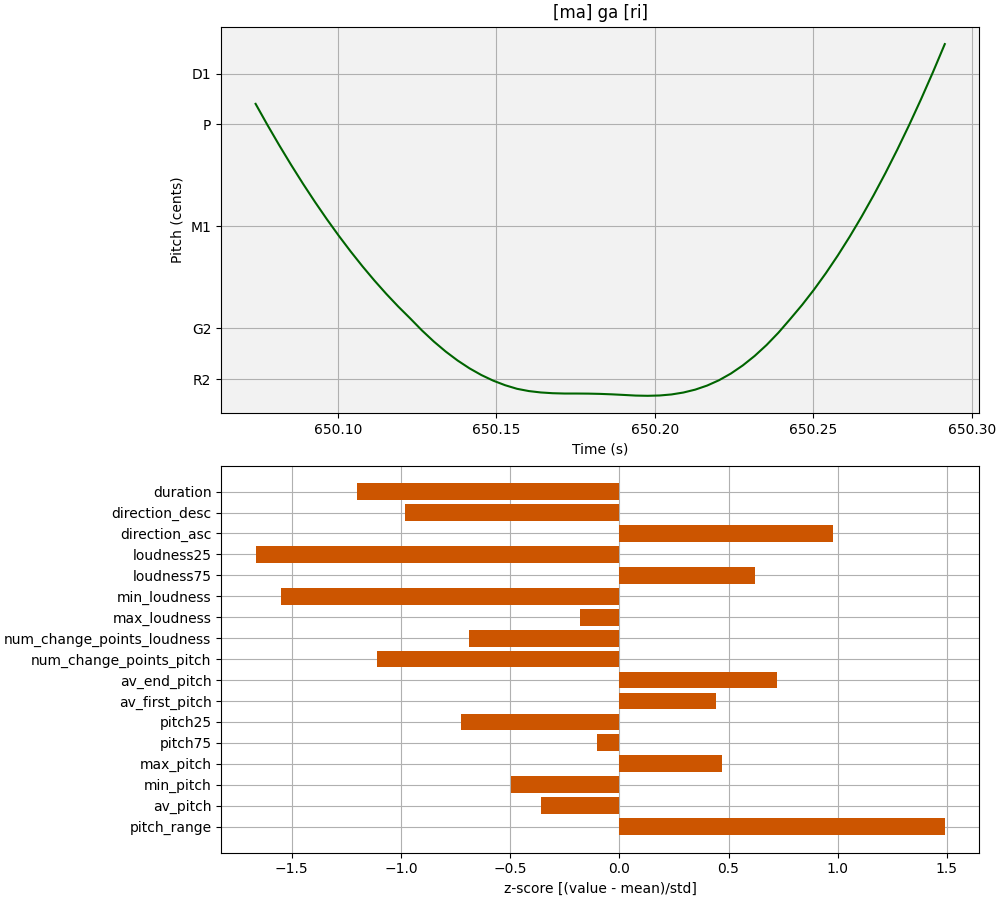 [ma] ga [ri]
D1
P
M1
G2
R2
Pitch (cents)
650.10 650.15 650.20 650.25 650.30
Time (s)
duration
direction_desc
direction_asc
loudness25
loudness75
min_loudness
max_loudness
num_change_points_loudness
num_change_points_pitch
av_end_pitch
av_first_pitch
pitch25
pitch75
max_pitch
min_pitch
av_pitch
pitch_range
−1.5 −1.0 −0.5 0.0 0.5 1.0 1.5
z-score [(value - mean)/std]